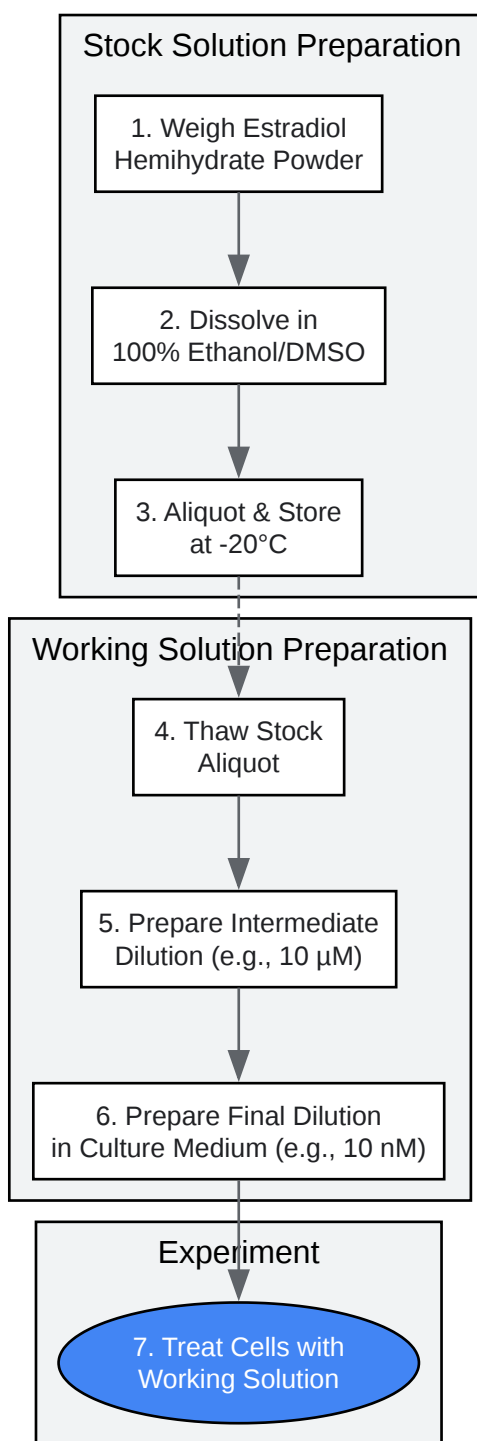 Stock Solution Preparation
1. Weigh Estradiol
Hemihydrate Powder
2. Dissolve in
100% Ethanol/DMSO
3. Aliquot & Store
at -20°C
Working Solution Preparation
4. Thaw Stock
Aliquot
5. Prepare Intermediate
Dilution (e.g., 10 µM)
6. Prepare Final Dilution
in Culture Medium (e.g., 10 nM)
Experiment
7. Treat Cells with
Working Solution